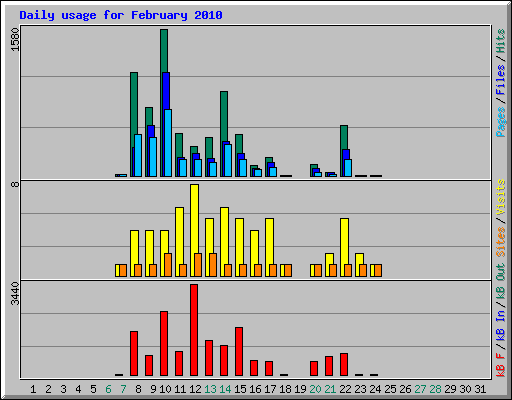 Daily usage for February 2010
1580
Pages / Files / Hits
8
Sites / Visits
3440
kB F / kB In / kB Out
1 2 3 4 5 6 7 8 9 10 11 12 13 14 15 16 17 18 19 20 21 22 23 24 25 26 27 28 29 30 31